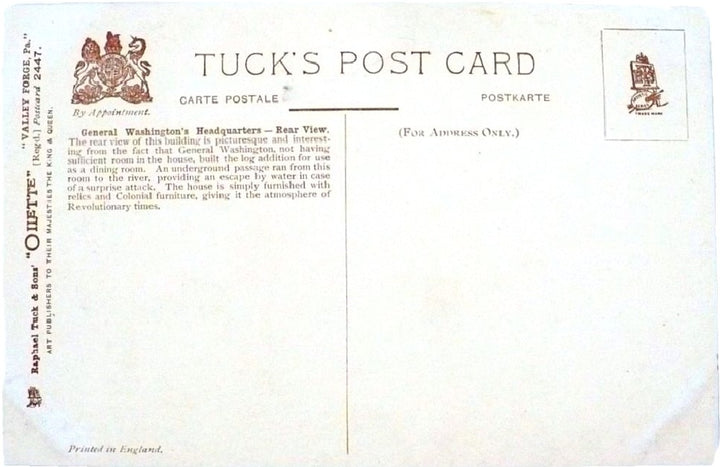 TUCK'S POST CARD
CARTE POSTALE
POSTKARTE
By Appointment.
(FOR ADDRESS ONLY.)
General Washington's Headquarters — Rear View.
The rear view of this building is picturesque and interest-
ing from the fact that General Washington, not having
sufficient room in the house, built the log addition for use
as a dining room. An underground passage ran from this
room to the river, providing an escape by water in case
of a surprise attack. The house is simply furnished with
relics and Colonial furniture, giving it the atmosphere of
Revolutionary times.
Printed in England.
Raphael Tuck & Sons' "OILETTE" [Regd.] Postcard 2447.
"VALLEY FORGE, Pa."
ART PUBLISHERS TO THEIR MAJESTIES THE KING & QUEEN.
TRADE MARK